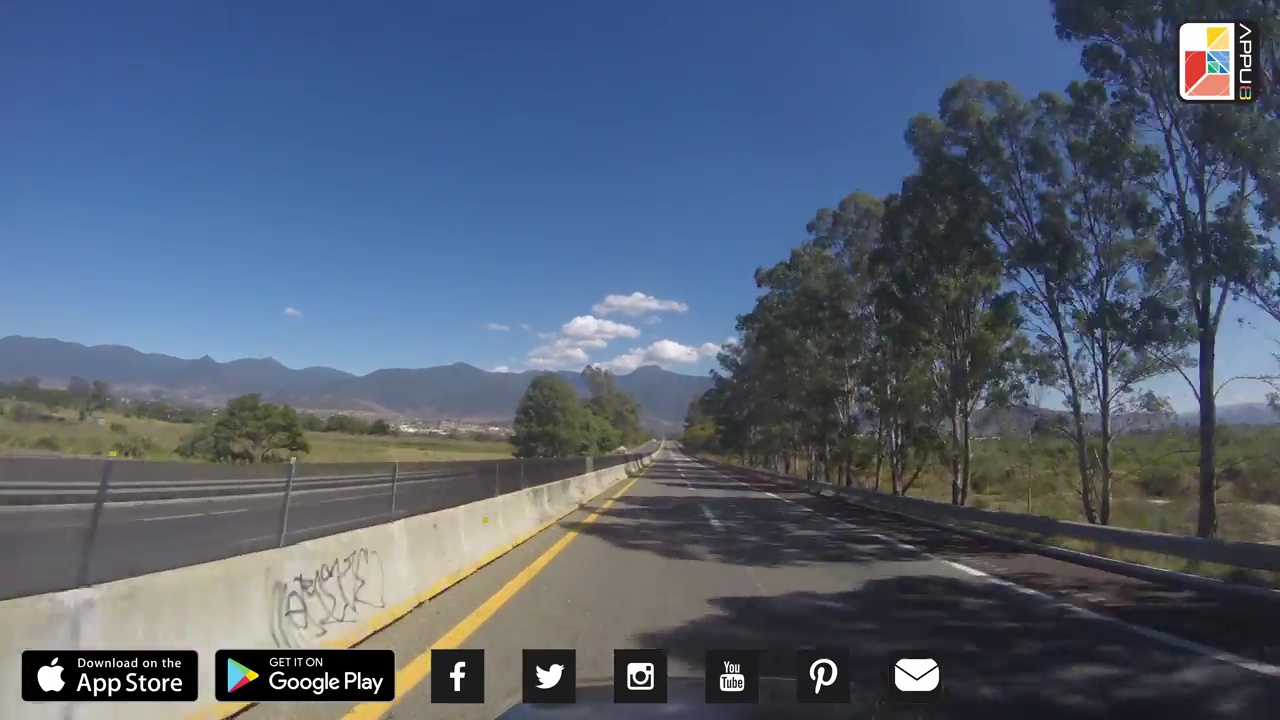 APPU8
Download on the
App Store
GET IT ON
Google Play
You
Tube